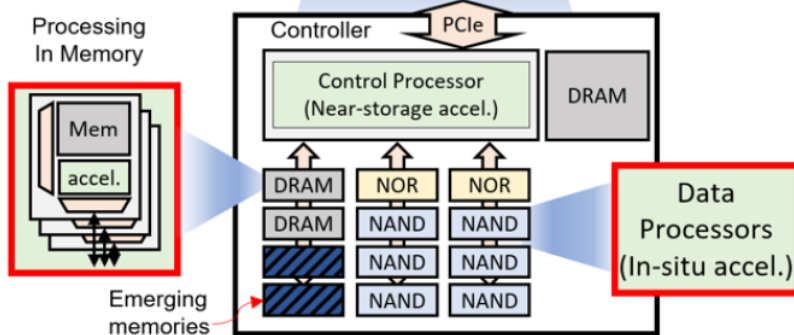 Processing
In Memory
Mem
accel.
Controller
PCIe
Control Processor
(Near-storage accel.)
DRAM
DRAM
NOR
NOR
DRAM
NAND
NAND
NAND
NAND
NAND
NAND
Emerging
memories
Data
Processors
(In-situ accel.)